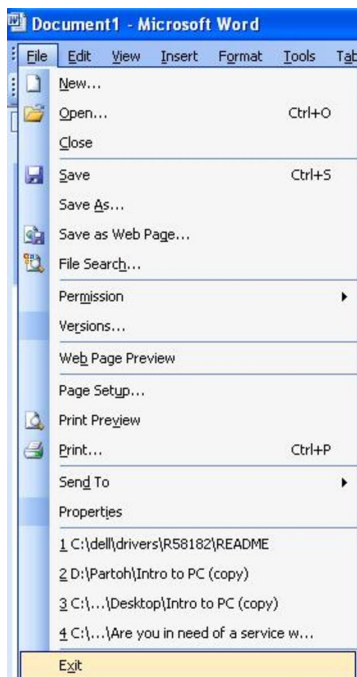 Document1 - Microsoft Word
File Edit View Insert Format Tools Tab
New...
Open... Ctrl+O
Close
Save Ctrl+S
Save As...
Save as Web Page...
File Search...
Permission
Versions...
Web Page Preview
Page Setup...
Print Preview
Print... Ctrl+P
Send To
Properties
1 C:\dell\drivers\R58182\README
2 D:\Partoh\Intro to PC (copy)
3 C:\...\Desktop\Intro to PC (copy)
4 C:\...\Are you in need of a service w...
Exit